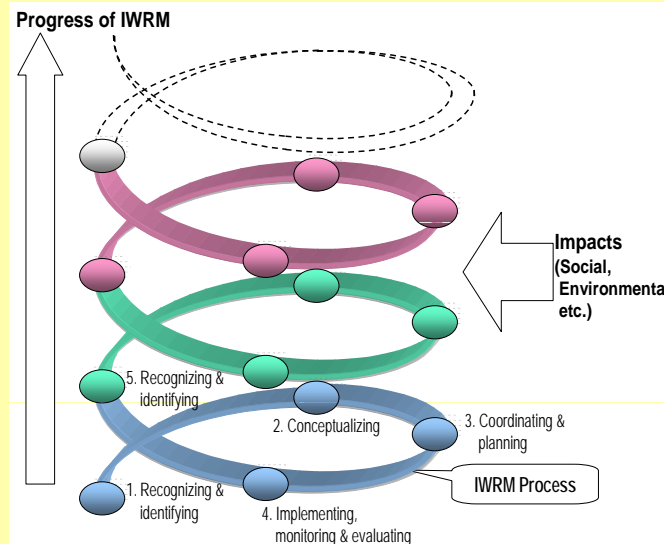 Progress of IWRM
Impacts
(Social,
Environmenta
etc.)
5. Recognizing &
identifying
2. Conceptualizing
3. Coordinating &
planning
1. Recognizing &
identifying
IWRM Process
4. Implementing,
monitoring & evaluating